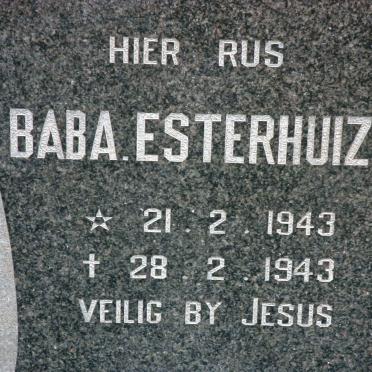 HIER RUS
BABA. ESTERHUIZ
☆ 21. 2. 1943
† 28. 2. 1943
VEILIG BY JESUS